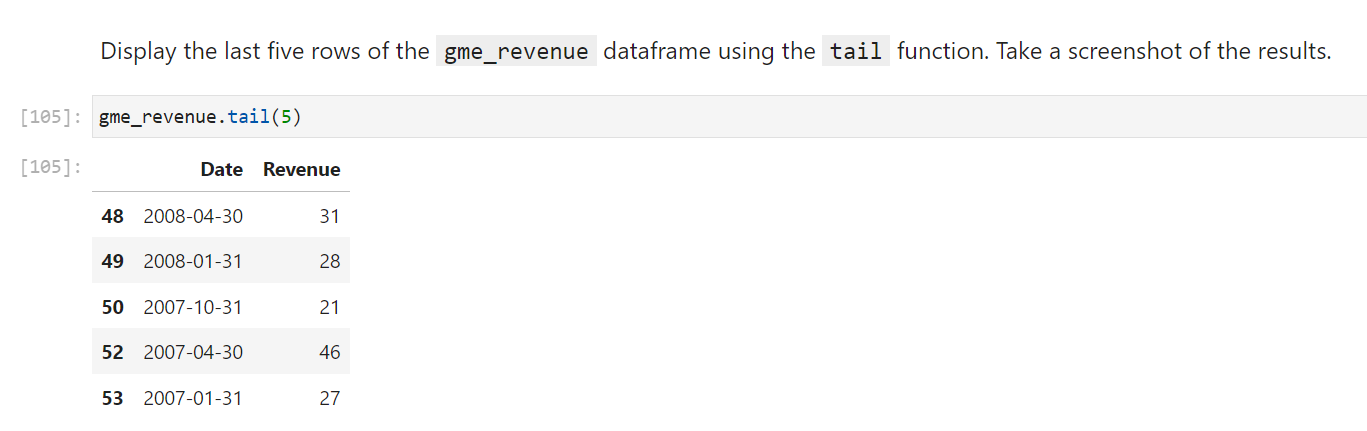 Display the last five rows of the gme_revenue dataframe using the tail function. Take a screenshot of the results.
[105]: gme_revenue.tail(5)
[105]:
Date Revenue
48 2008-04-30 31
49 2008-01-31 28
50 2007-10-31 21
52 2007-04-30 46
53 2007-01-31 27